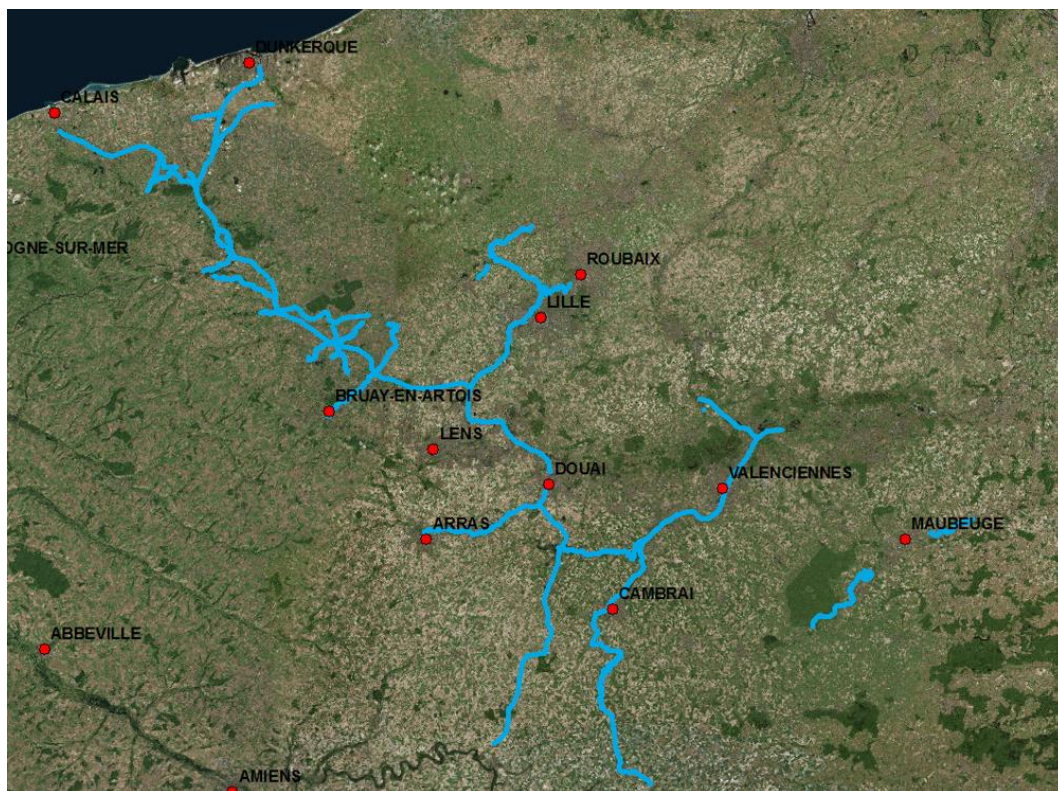 DUNKERQUE
CALAIS
OGNE-SUR-MER
ROUBAIX
LILLE
BRUAY-EN-ARTOIS
LENS
DOUAI
VALENCIENNES
ARRAS
MAUBEUGE
CAMBRAI
ABBEVILLE
AMIENS